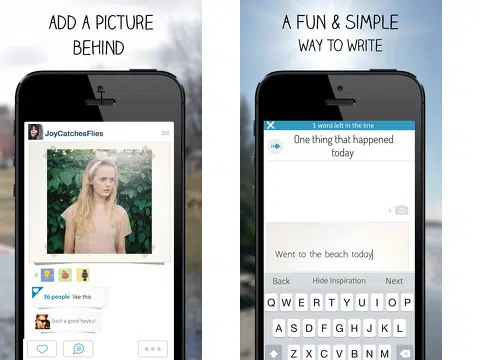 ADD A PICTURE
BEHIND
JoyCatchesFlies
2d
#
36 people like this
Such a good heyku!
A FUN & SIMPLE
WAY TO WRITE
1 word left in the line
One thing that happened
today
+
Went to the beach today
Back Hide Inspiration Next
Q W E R T Y U I O P
A S D F G H J K L
Z X C V B N M